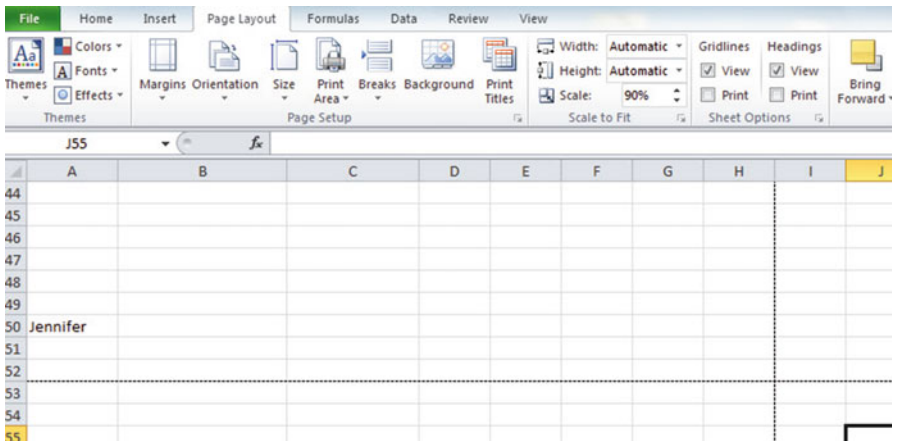 File Home Insert Page Layout Formulas Data Review View
Aa Colors Width: Automatic Gridlines Headings
A Fonts Height: Automatic View View
Themes Effects Margins Orientation Size Print Area Breaks Background Print Titles Scale: 90% Print Print Bring Forward
Themes Page Setup Scale to Fit Sheet Options
J55 fx
A B C D E F G H I J
44
45
46
47
48
49
50 Jennifer
51
52
53
54
55